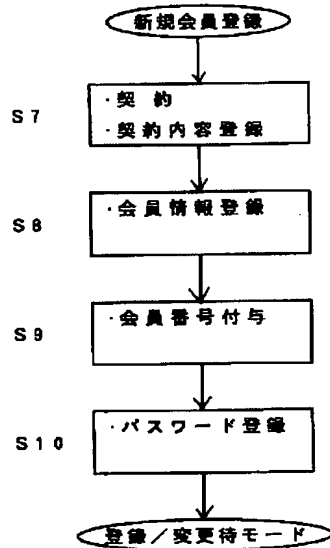 新規会員登録
S7
・契 約
・契約内容登録
S8
・会員情報登録
S9
・会員番号付与
S10
・パスワード登録
登録/変更待モード